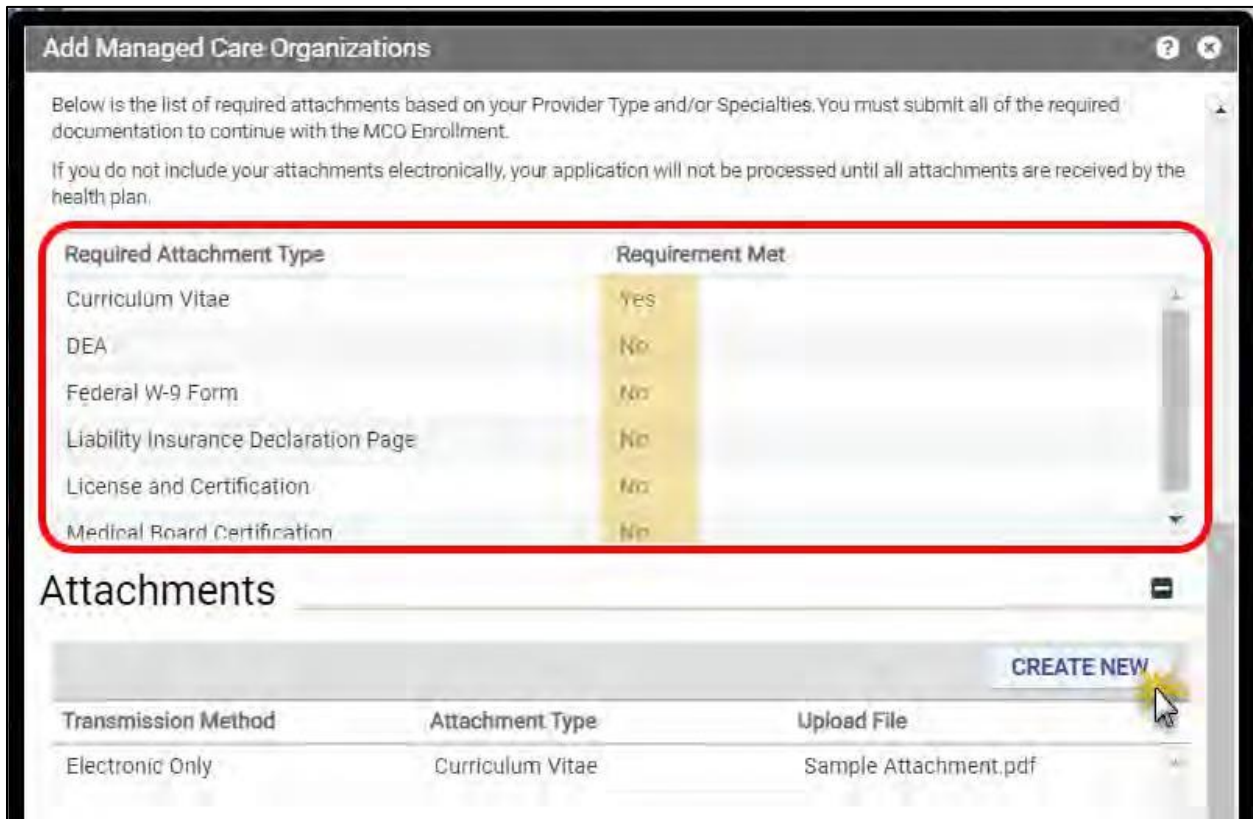 Add Managed Care Organizations
Below is the list of required attachments based on your Provider Type and/or Specialties. You must submit all of the required
documentation to continue with the MCO Enrollment.
If you do not include your attachments electronically, your application will not be processed until all attachments are received by the
health plan.
Required Attachment Type Requirement Met
Curriculum Vitae Yes
DEA No
Federal W-9 Form No
Liability Insurance Declaration Page No
License and Certification No
Medical Board Certification No
Attachments
CREATE NEW
Transmission Method Attachment Type Upload File
Electronic Only Curriculum Vitae Sample Attachment.pdf